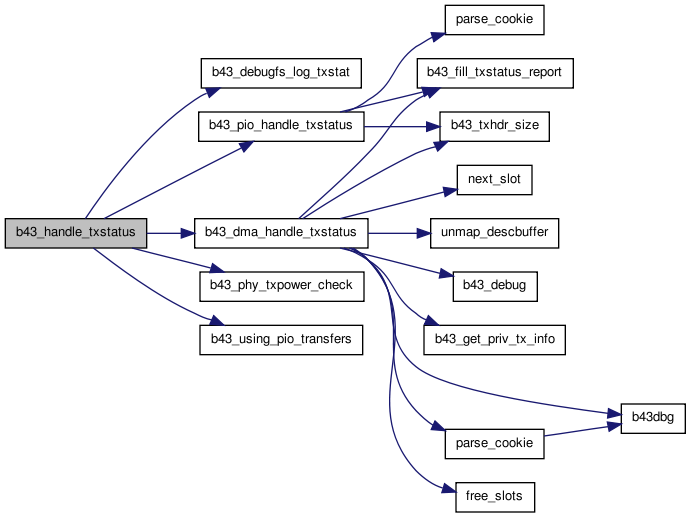 parse_cookie
b43_debugfs_log_txstat
b43_fill_txstatus_report
b43_pio_handle_txstatus
b43_txhdr_size
next_slot
b43_handle_txstatus
b43_dma_handle_txstatus
unmap_descbuffer
b43_phy_txpower_check
b43_debug
b43_using_pio_transfers
b43_get_priv_tx_info
b43dbg
parse_cookie
free_slots